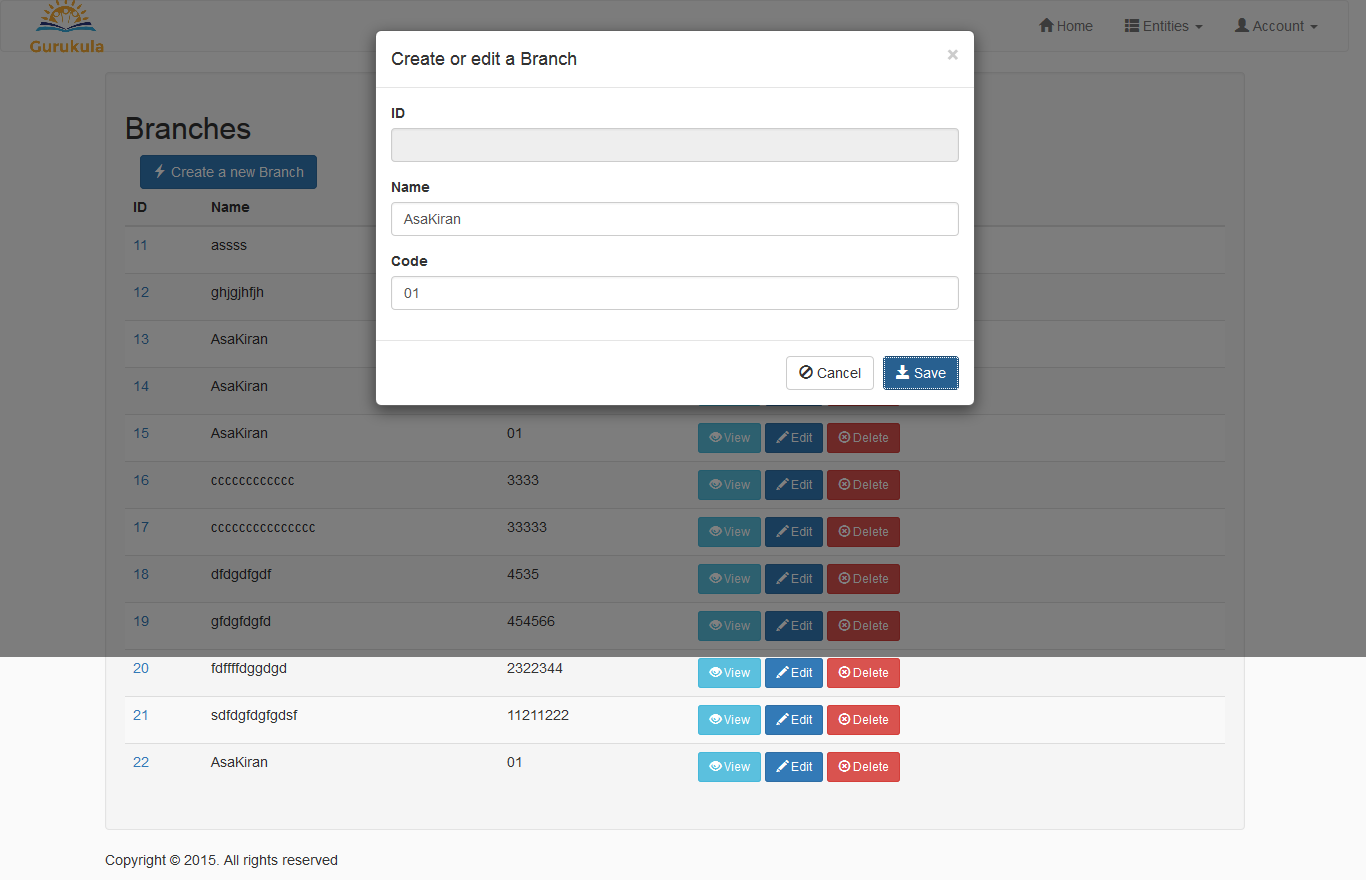 Gurukula
Home Entities Account
Create or edit a Branch ×
ID
Name
AsaKiran
Code
01
Cancel Save
Branches
Create a new Branch
ID Name
11 assss
12 ghjgjhfjh
13 AsaKiran
14 AsaKiran
15 AsaKiran 01 View Edit Delete
16 cccccccccccc 3333 View Edit Delete
17 ccccccccccccccc 33333 View Edit Delete
18 dfdgdfgdf 4535 View Edit Delete
19 gfdgfdgfd 454566 View Edit Delete
20 fdffffdggdgd 2322344 View Edit Delete
21 sdfdgfdgfgdsf 11211222 View Edit Delete
22 AsaKiran 01 View Edit Delete
Copyright © 2015. All rights reserved